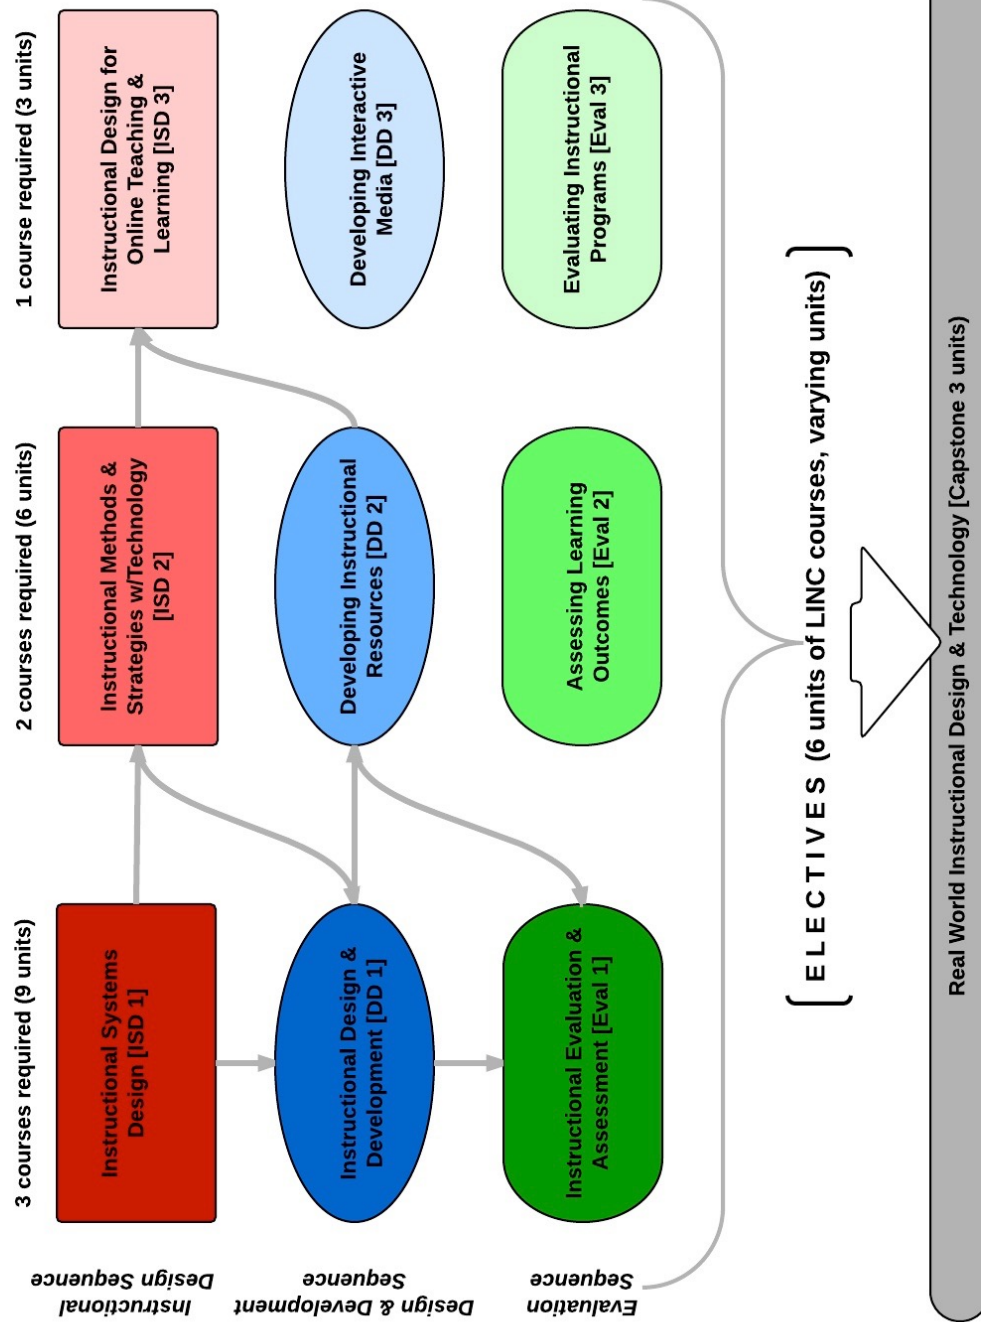 3 courses required (9 units)
2 courses required (6 units)
1 course required (3 units)
Instructional
Design Sequence
Instructional Systems
Design [ISD 1]
Instructional Methods &
Strategies w/Technology
[ISD 2]
Instructional Design for
Online Teaching &
Learning [ISD 3]
Design & Development
Sequence
Instructional Design &
Development [DD 1]
Developing Instructional
Resources [DD 2]
Developing Interactive
Media [DD 3]
Evaluation
Sequence
Instructional Evaluation &
Assessment [Eval 1]
Assessing Learning
Outcomes [Eval 2]
Evaluating Instructional
Programs [Eval 3]
[ E L E C T I V E S (6 units of LINC courses, varying units) ]
Real World Instructional Design & Technology [Capstone 3 units)